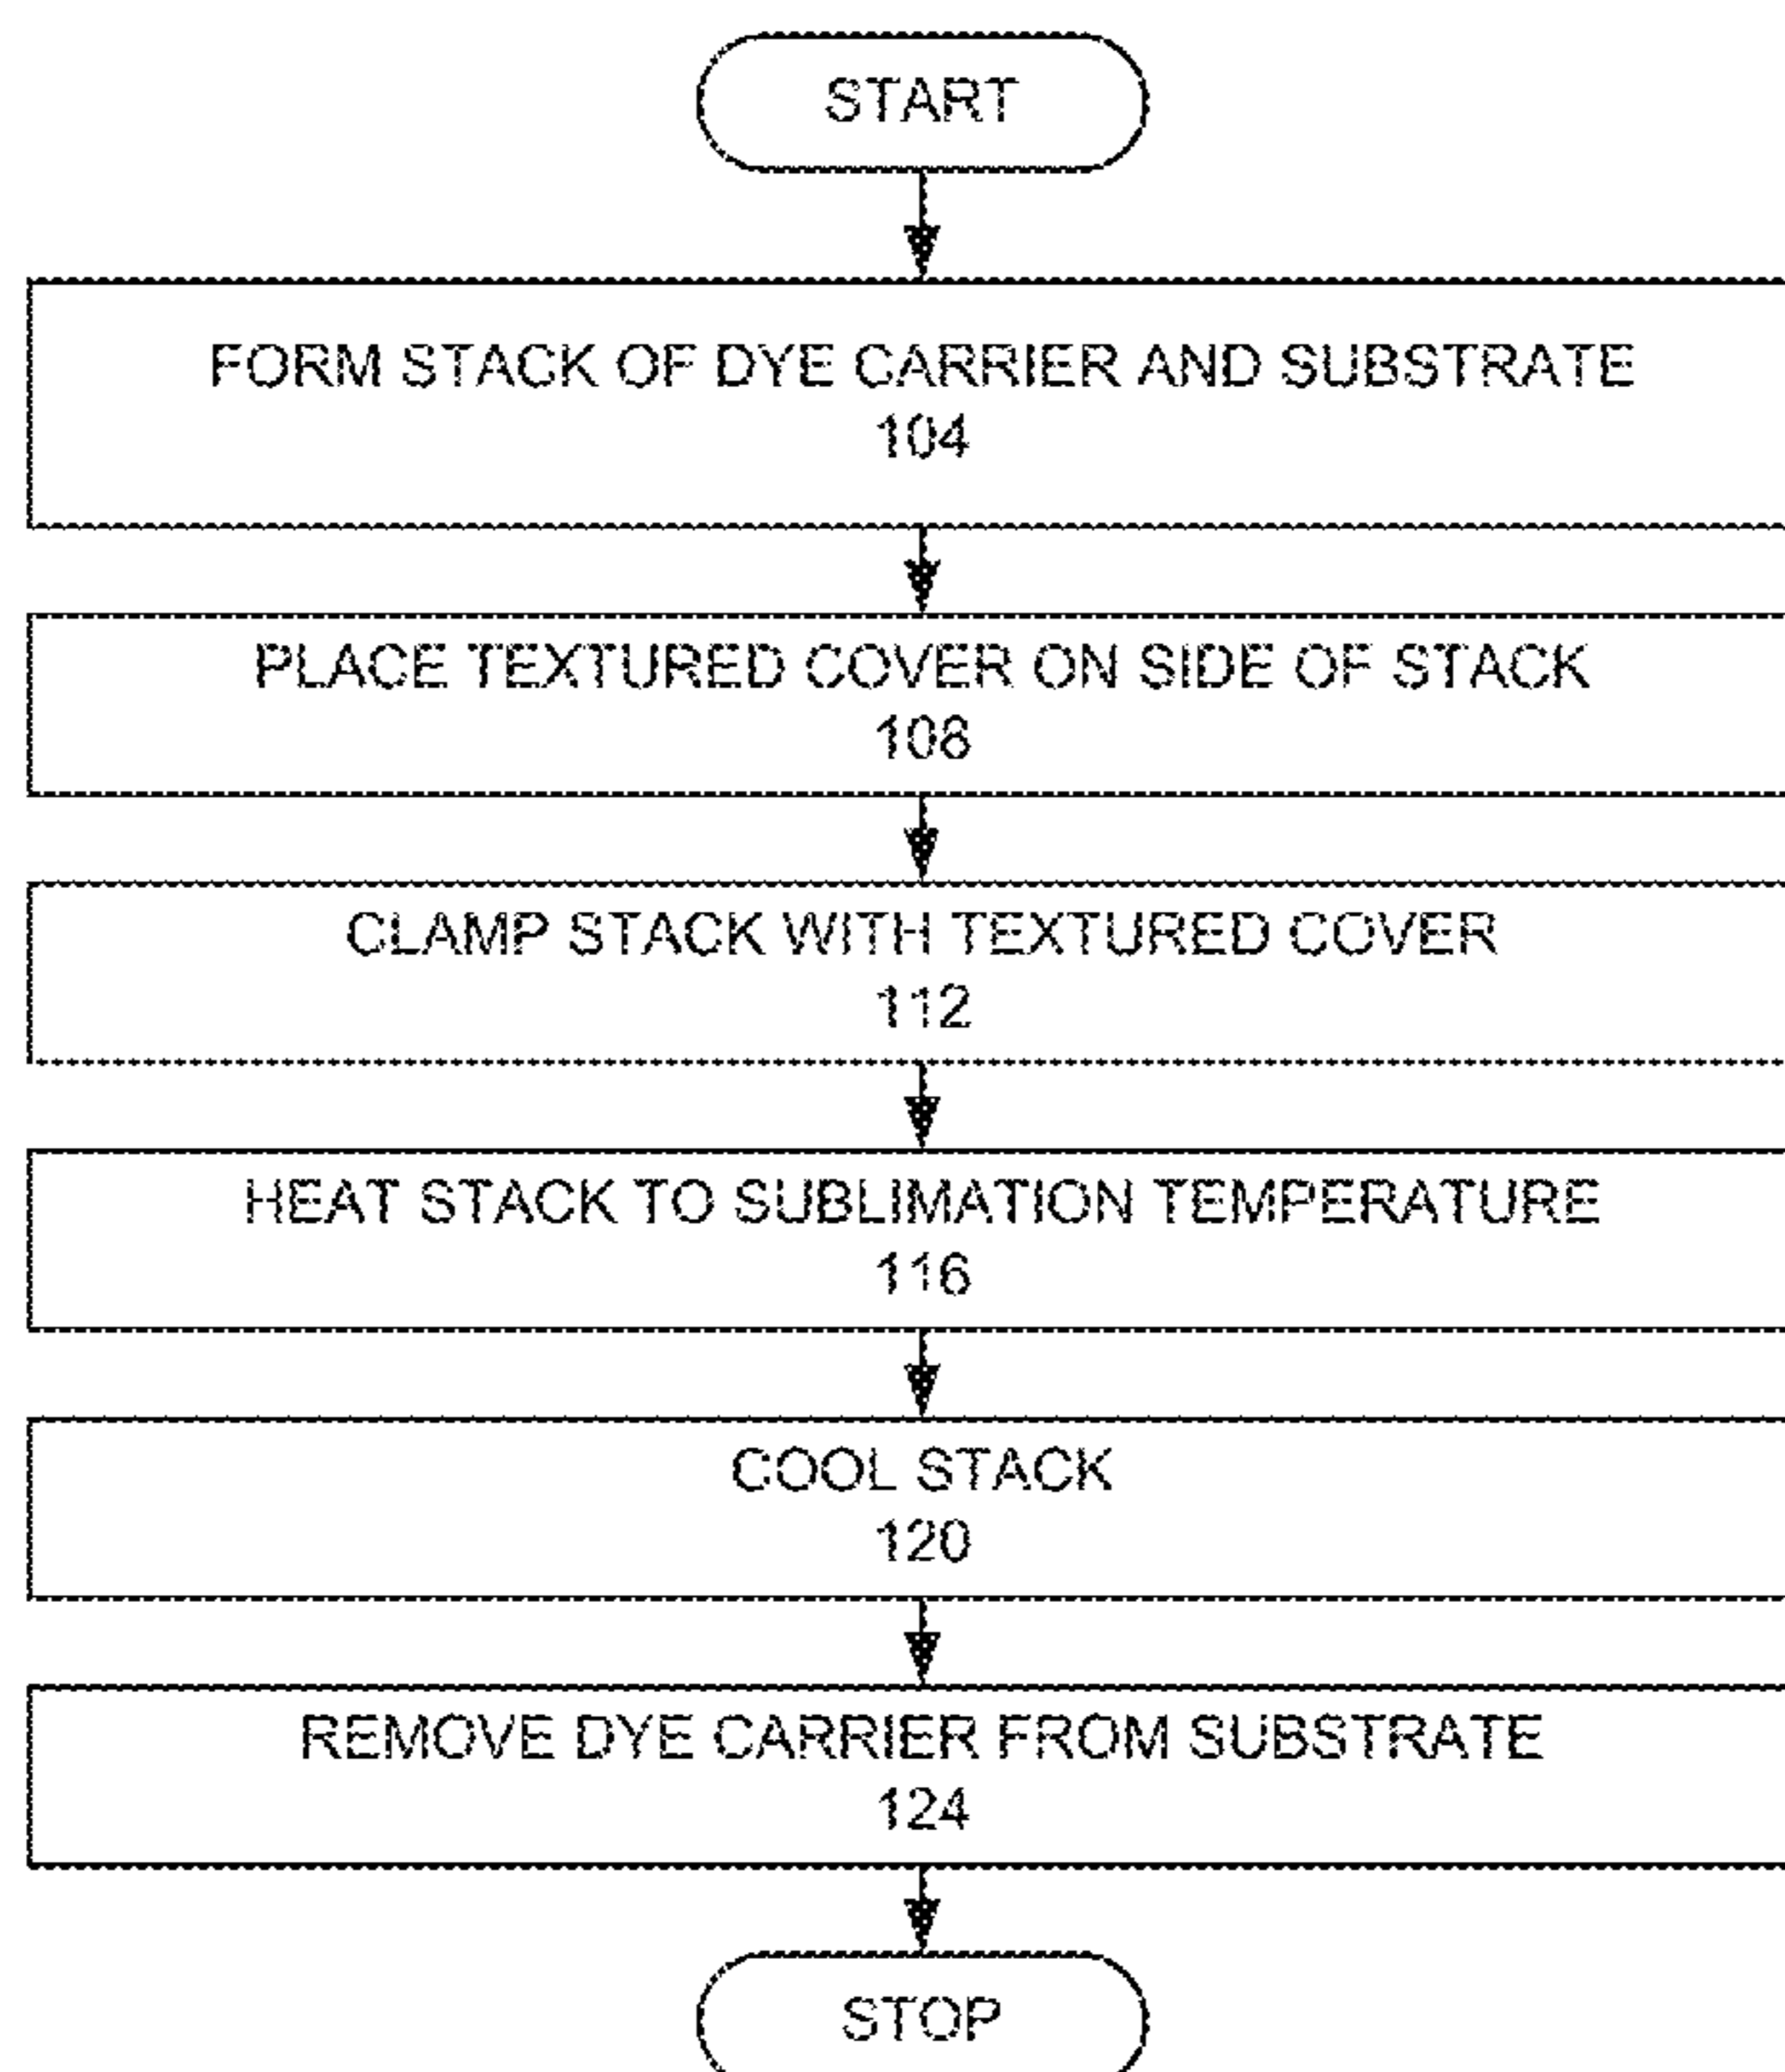 START
FORM STACK OF DYE CARRIER AND SUBSTRATE
104
PLACE TEXTURED COVER ON SIDE OF STACK
108
CLAMP STACK WITH TEXTURED COVER
112
HEAT STACK TO SUBLIMATION TEMPERATURE
116
COOL STACK
120
REMOVE DYE CARRIER FROM SUBSTRATE
124
STOP